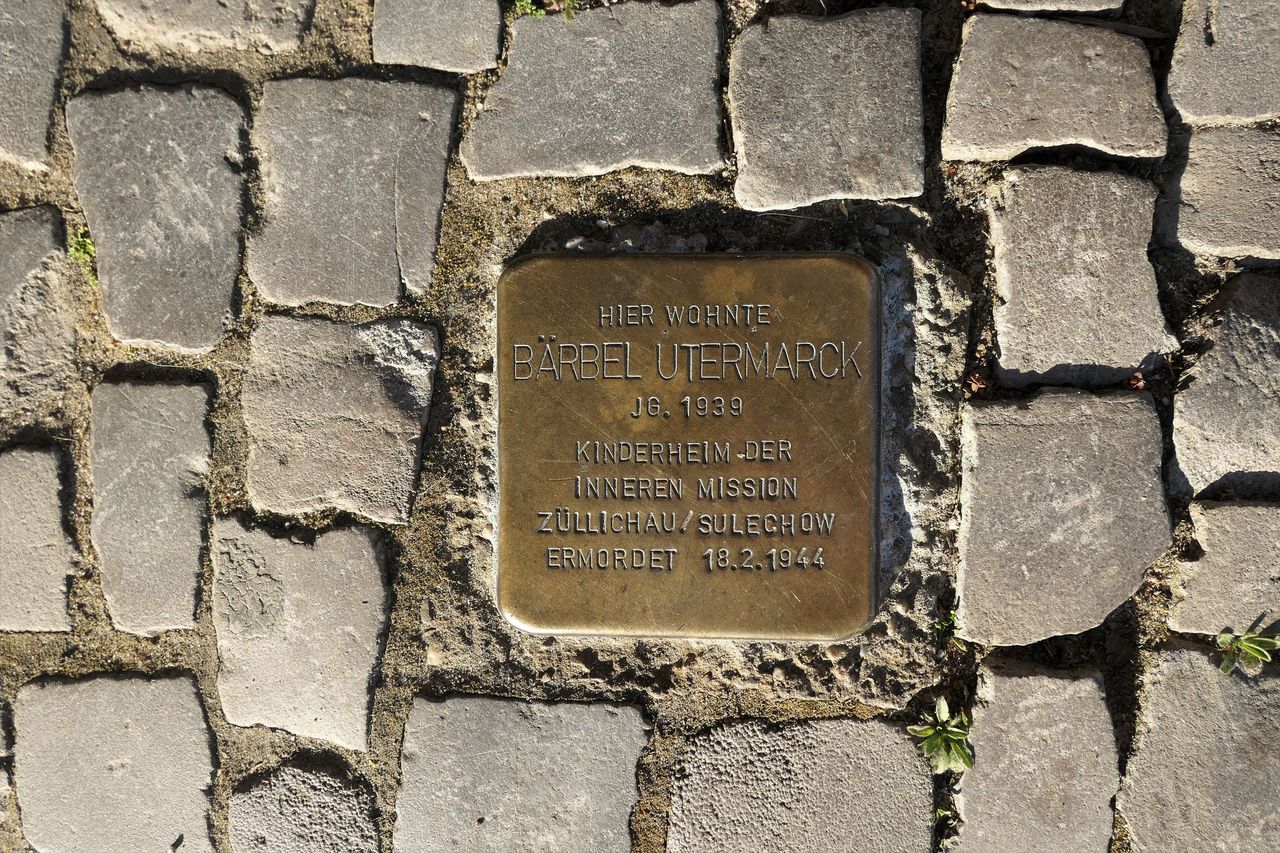 HIER WOHNTE
BÄRBEL UTERMARCK
JG. 1939
KINDERHEIM DER
INNEREN MISSION
ZÜLLICHAU/SULECHOW
ERMORDET 18.2.1944